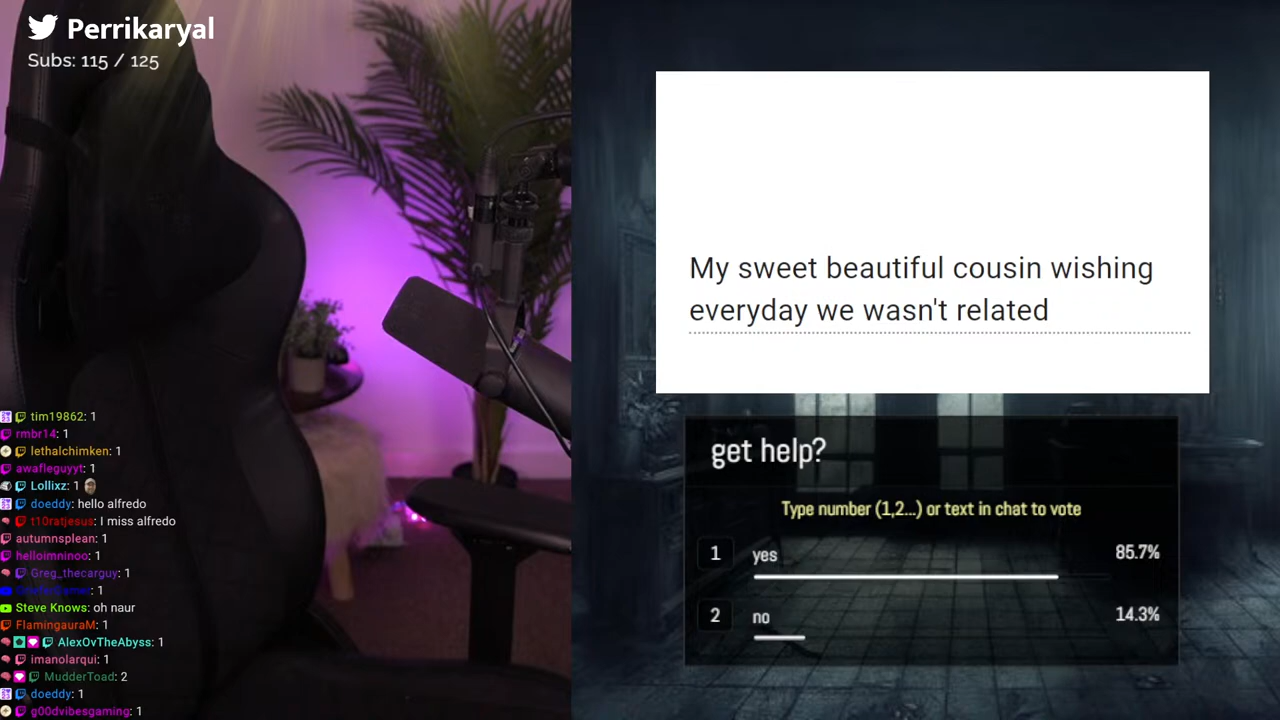 Perrikaryal
Subs: 115 / 125
My sweet beautiful cousin wishing
everyday we wasn't related
get help?
Type number (1,2...) or text in chat to vote
1 yes 85.7%
2 no 14.3%
tim19862: 1
rmbr14: 1
lethalchimken: 1
awafleguyyt: 1
Lollixz: 1
doeddy: hello alfredo
t10ratjesus: I miss alfredo
autumnsplean: 1
helloimninoo: 1
Greg_thecarguy: 1
: 1
Steve Knows: oh naur
FlamingauraM: 1
AlexOvTheAbyss: 1
imanolarqui: 1
MudderToad: 2
doeddy: 1
g00dvibesgaming: 1